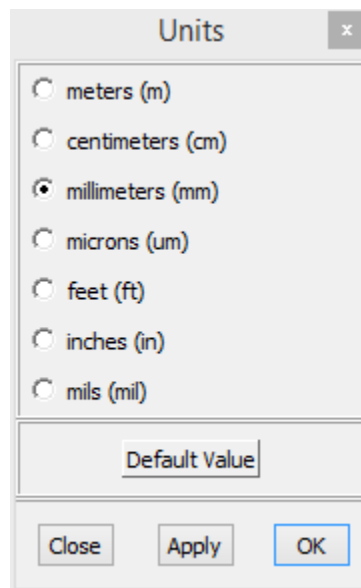 Units
x
meters (m)
centimeters (cm)
millimeters (mm)
microns (um)
feet (ft)
inches (in)
mils (mil)
Default Value
Close Apply OK